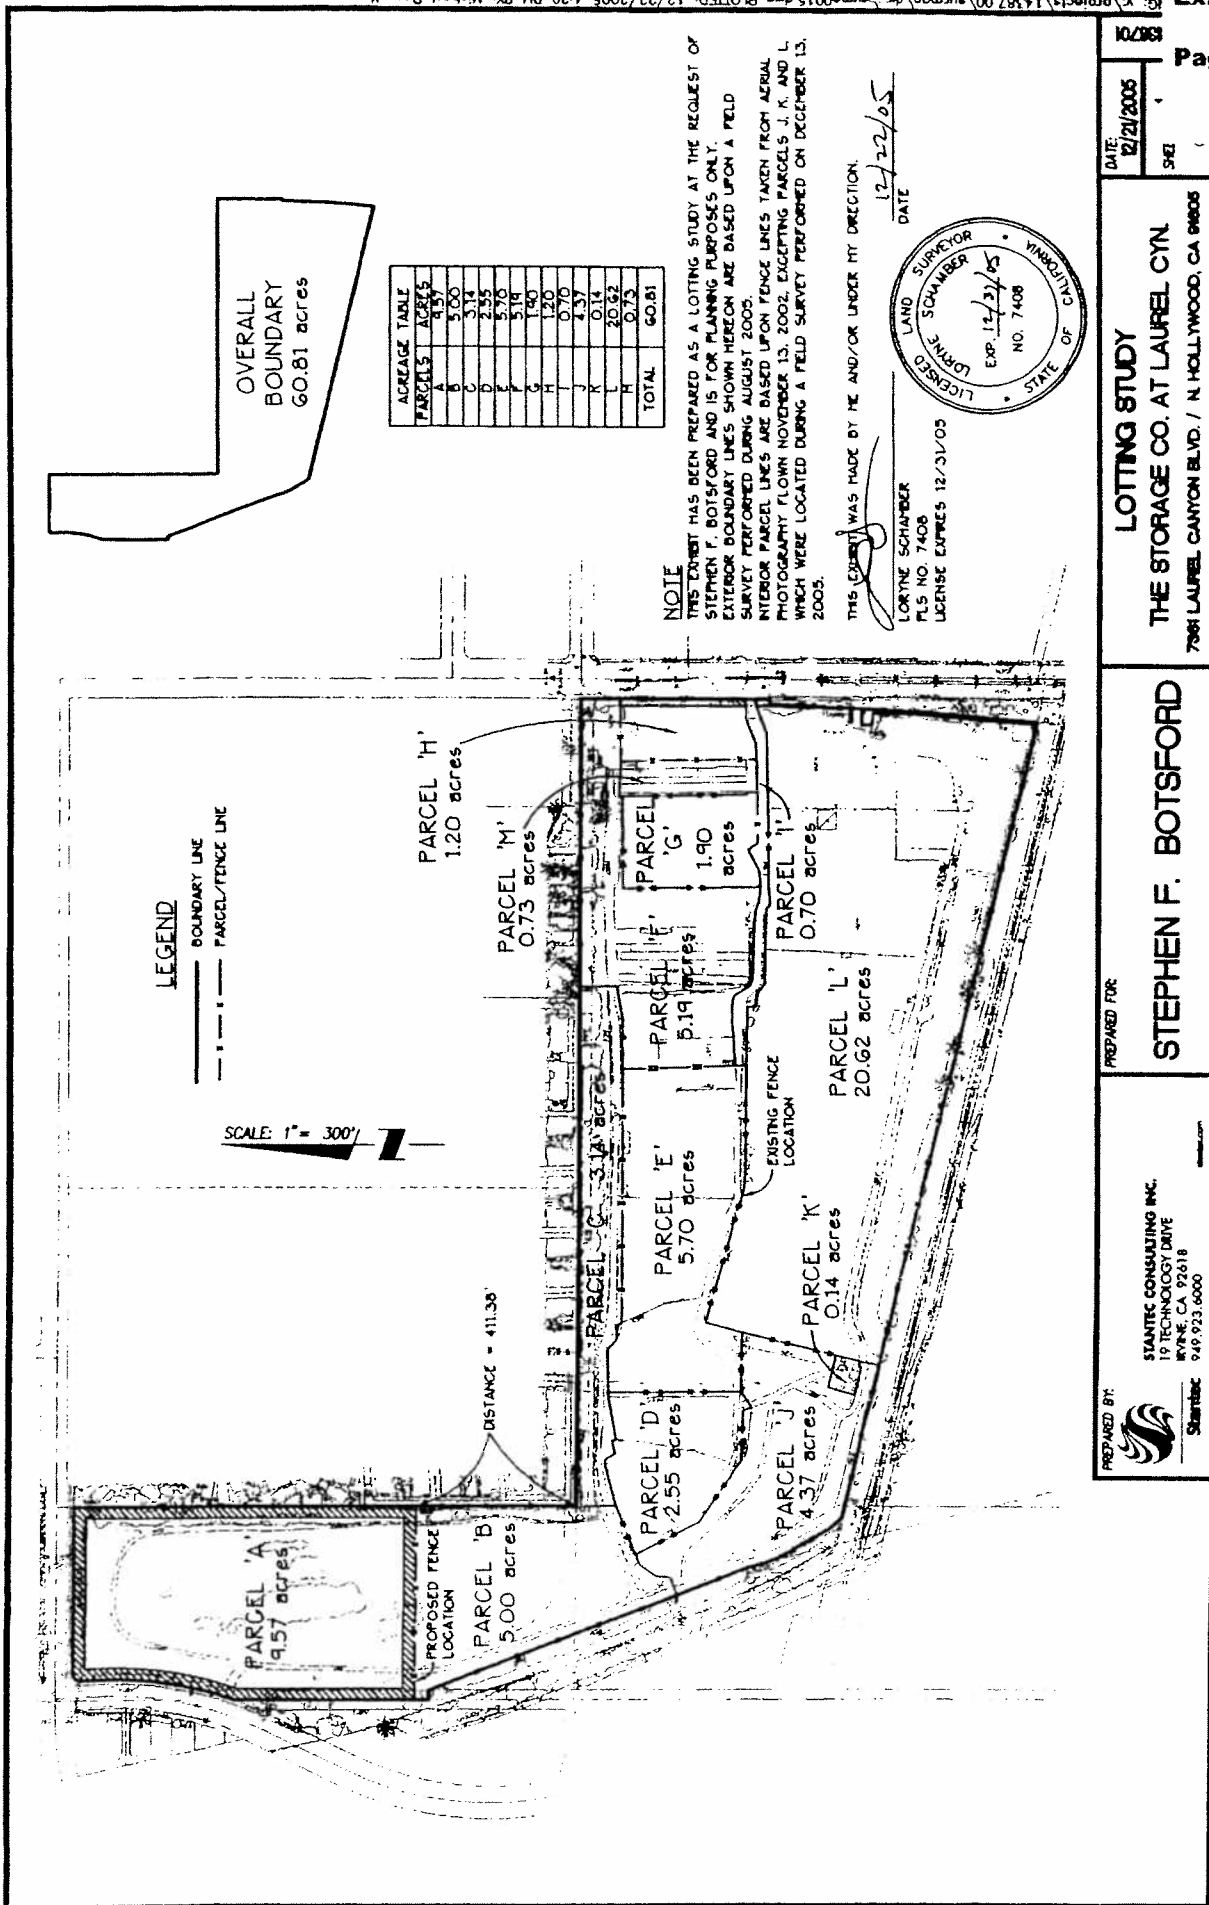 OVERALL
BOUNDARY
60.81 acres
ACREAGE TABLE
PARCELS ACRES
A 9.57
B 5.00
C 3.14
D 2.55
E 5.70
F 5.19
G 1.90
H 1.20
I 0.70
J 4.37
K 0.14
L 20.62
M 0.73
TOTAL 60.81
NOTE
THIS EXHIBIT HAS BEEN PREPARED AS A LOTTING STUDY AT THE REQUEST OF
STEPHEN F. BOTSFORD AND IS FOR PLANNING PURPOSES ONLY.
EXTERIOR BOUNDARY LINES SHOWN HEREON ARE BASED UPON A FIELD
SURVEY PERFORMED DURING AUGUST 2005.
INTERIOR PARCEL LINES ARE BASED UPON FENCE LINES TAKEN FROM AERIAL
PHOTOGRAPHY FLOWN NOVEMBER 13, 2002, EXCEPTING PARCELS J, K, AND L,
WHICH WERE LOCATED DURING A FIELD SURVEY PERFORMED ON DECEMBER 13,
2005.
THIS EXHIBIT WAS MADE BY ME AND/OR UNDER MY DIRECTION.
12/22/05
DATE
LORYNE SCHAMBER
PLS NO. 7408
LICENSE EXPIRES 12/31/05
LICENSED LAND SURVEYOR
LORYNE SCHAMBER
EXP. 12/31/05
NO. 7408
STATE OF CALIFORNIA
LEGEND
BOUNDARY LINE
PARCEL/FENCE LINE
SCALE: 1" = 300'
PARCEL 'H'
1.20 acres
PARCEL 'M'
0.73 acres
PARCEL
'G'
1.90
acres
PARCEL 'I'
0.70 acres
PARCEL 'F'
5.19 acres
PARCEL 'C' 3.14 acres
PARCEL 'E'
5.70 acres
PARCEL 'L'
20.62 acres
EXISTING FENCE
LOCATION
PARCEL 'K'
0.14 acres
PARCEL 'D'
2.55 acres
PARCEL 'J'
4.37 acres
DISTANCE = 411.38'
PARCEL 'A'
9.57 acres
PROPOSED FENCE
LOCATION
PARCEL 'B'
5.00 acres
PREPARED BY:
Stantec
STANTEC CONSULTING INC.
19 TECHNOLOGY DRIVE
IRVINE, CA 92618
949.923.6000
PREPARED FOR:
STEPHEN F. BOTSFORD
LOTTING STUDY
THE STORAGE CO. AT LAUREL CYN.
7981 LAUREL CANYON BLVD. / N. HOLLYWOOD, CA 91605
DATE:
12/21/2005